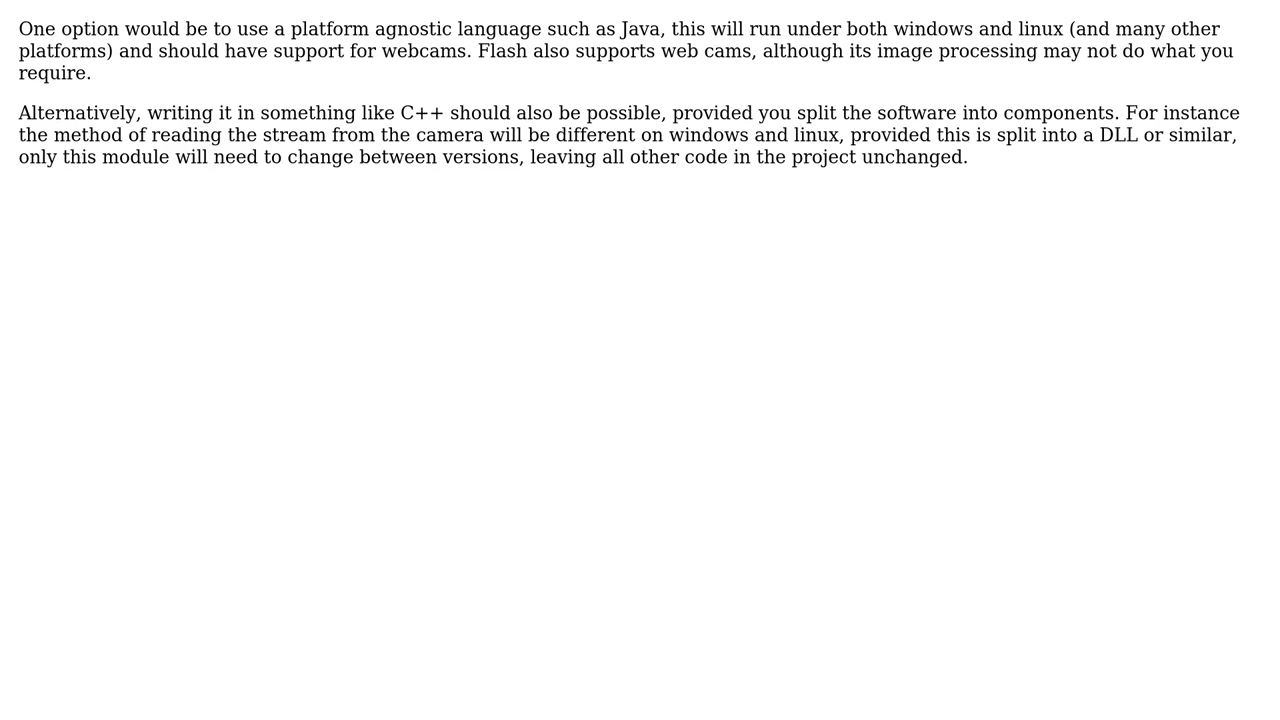 One option would be to use a platform agnostic language such as Java, this will run under both windows and linux (and many other
platforms) and should have support for webcams. Flash also supports web cams, although its image processing may not do what you
require.
Alternatively, writing it in something like C++ should also be possible, provided you split the software into components. For instance
the method of reading the stream from the camera will be different on windows and linux, provided this is split into a DLL or similar,
only this module will need to change between versions, leaving all other code in the project unchanged.